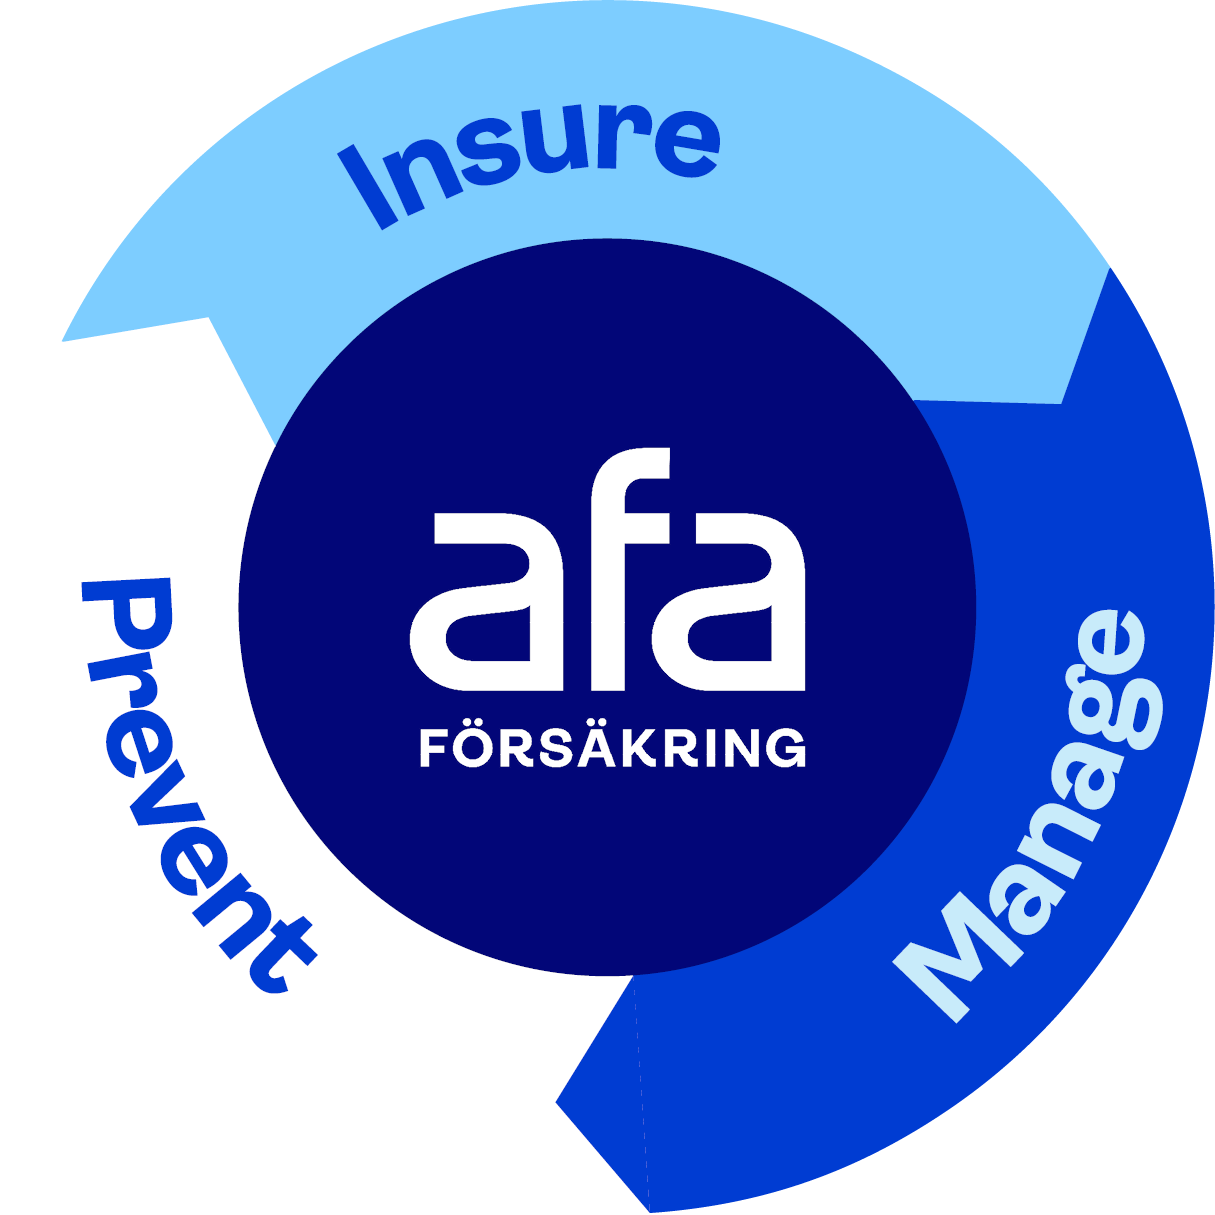 Insure
afa
FÖRSÄKRING
Manage
Prevent